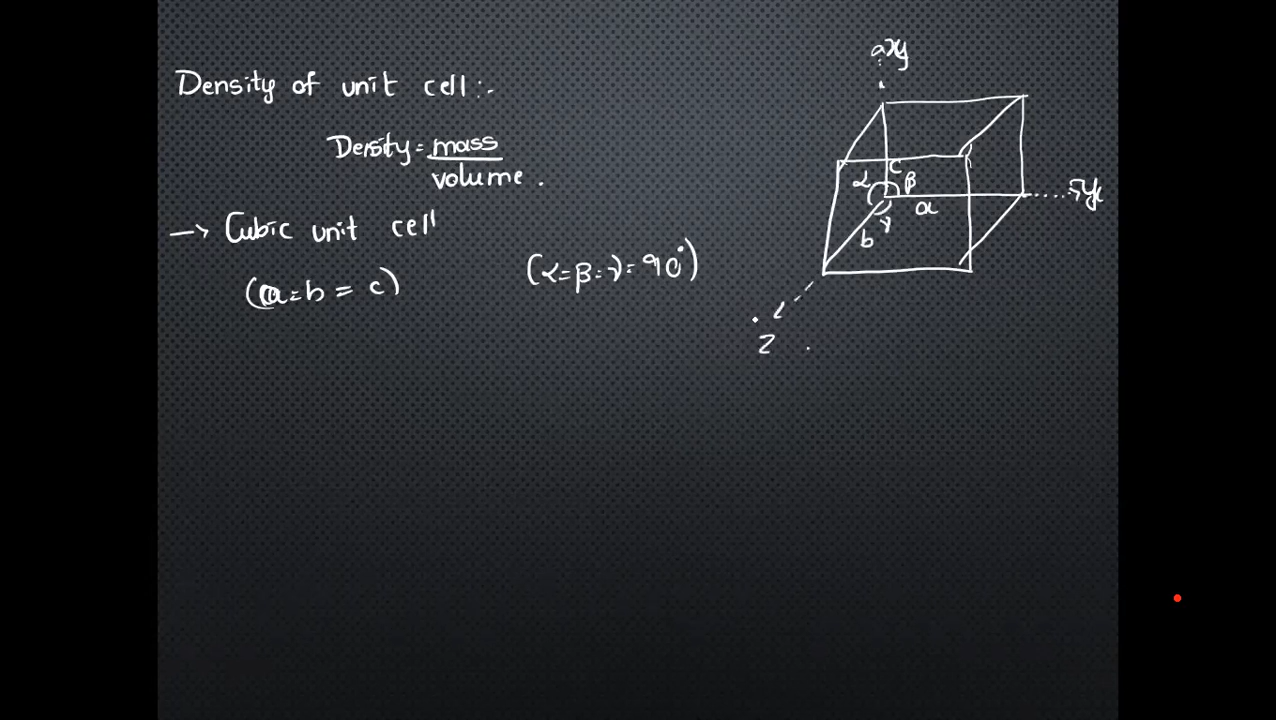 Density of unit cell :-
Density = mass
volume .
→ Cubic unit cell
(a = b = c)
(α = β = γ = 90°)
y
c
α
β
a
γ
b
z